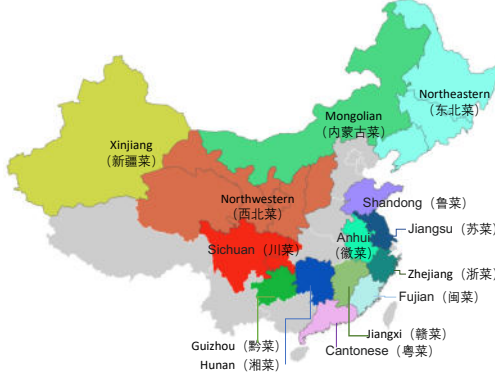 Northeastern
(东北菜)
Mongolian
(内蒙古菜)
Xinjiang
(新疆菜)
Northwestern
(西北菜)
Shandong（鲁菜）
Jiangsu（苏菜）
Anhui
(徽菜)
Sichuan（川菜）
Zhejiang（浙菜）
Fujian（闽菜）
Jiangxi（赣菜）
Guizhou（黔菜）
Cantonese（粤菜）
Hunan（湘菜）